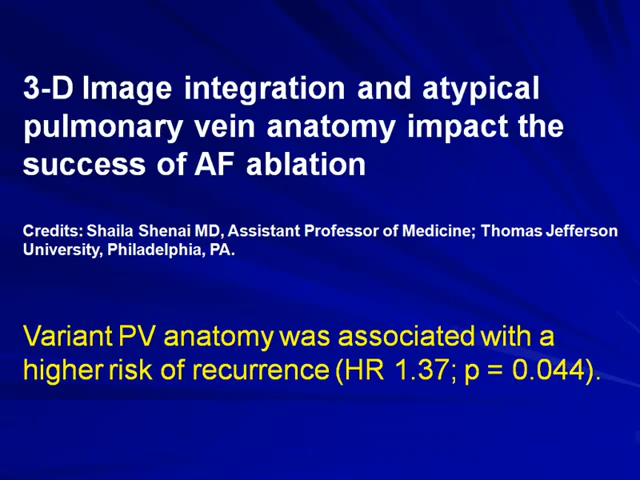 3-D Image integration and atypical
pulmonary vein anatomy impact the
success of AF ablation
Credits: Shaila Shenai MD, Assistant Professor of Medicine; Thomas Jefferson
University, Philadelphia, PA.
Variant PV anatomy was associated with a
higher risk of recurrence (HR 1.37; p = 0.044).